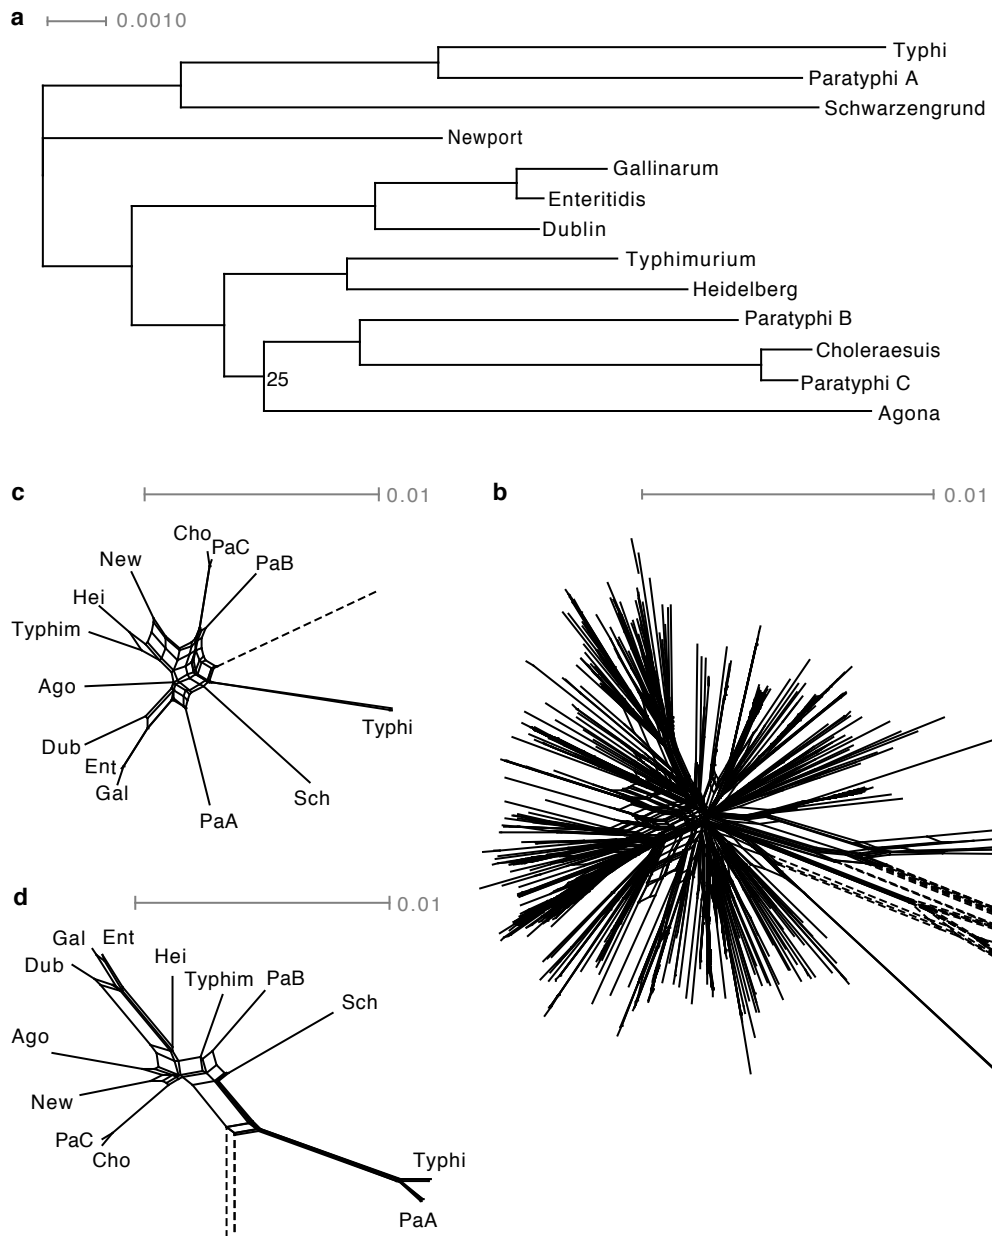 a
0.0010
Typhi
Paratyphi A
Schwarzengrund
Newport
Gallinarum
Enteritidis
Dublin
Typhimurium
Heidelberg
Paratyphi B
Choleraesuis
25
Paratyphi C
Agona
c
0.01
Cho
PaC
New
PaB
Hei
Typhim
Ago
Typhi
Dub
Ent
Gal
Sch
PaA
b
0.01
d
0.01
Gal Ent
Dub
Hei
Typhim
PaB
Sch
Ago
New
PaC
Cho
Typhi
PaA